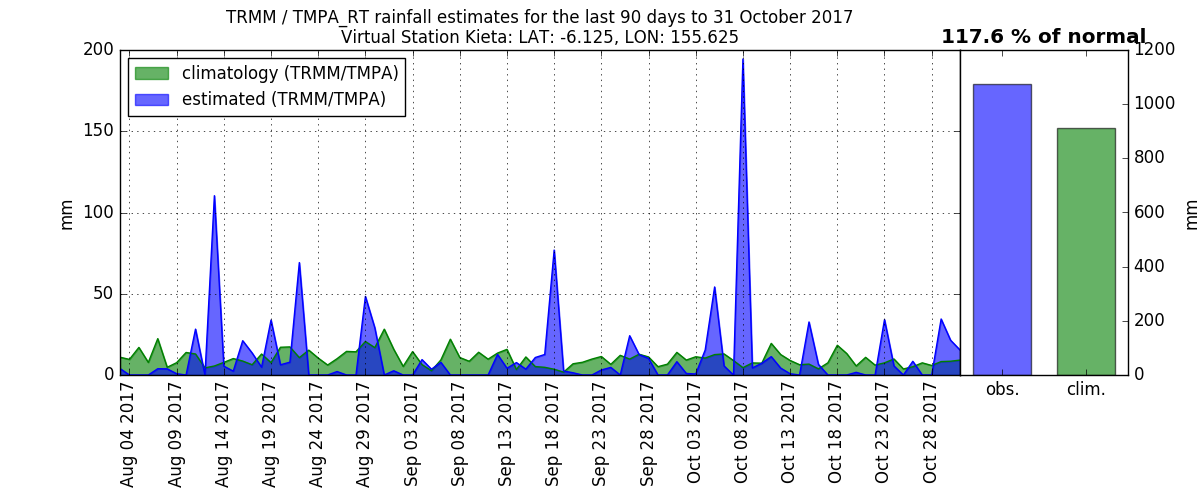 TRMM / TMPA_RT rainfall estimates for the last 90 days to 31 October 2017
Virtual Station Kieta: LAT: -6.125, LON: 155.625
117.6 % of normal
climatology (TRMM/TMPA)
estimated (TRMM/TMPA)
mm
200
150
100
50
0
Aug 04 2017
Aug 09 2017
Aug 14 2017
Aug 19 2017
Aug 24 2017
Aug 29 2017
Sep 03 2017
Sep 08 2017
Sep 13 2017
Sep 18 2017
Sep 23 2017
Sep 28 2017
Oct 03 2017
Oct 08 2017
Oct 13 2017
Oct 18 2017
Oct 23 2017
Oct 28 2017
1200
1000
800
600
400
200
0
mm
obs.
clim.